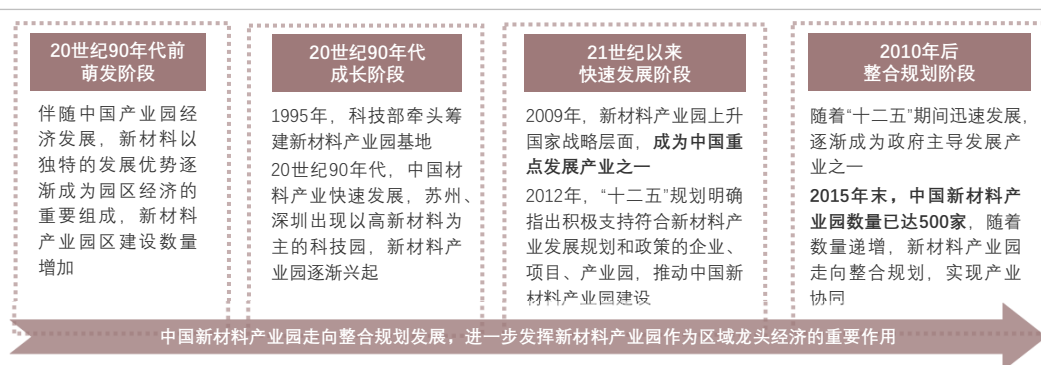 20世纪90年代前
萌发阶段
伴随中国产业园经
济发展，新材料以
独特的发展优势逐
渐成为园区经济的
重要组成，新材料
产业园区建设数量
增加
20世纪90年代
成长阶段
1995年，科技部牵头筹
建新材料产业园基地
20世纪90年代，中国材
料产业快速发展，苏州、
深圳出现以高新材料为
主的科技园，新材料产
业园逐渐兴起
21世纪以来
快速发展阶段
2009年，新材料产业园上升
国家战略层面，成为中国重
点发展产业之一
2012年，“十二五”规划明确
指出积极支持符合新材料产
业发展规划和政策的企业、
项目、产业园，推动中国新
材料产业园建设
2010年后
整合规划阶段
随着“十二五”期间迅速发展，
逐渐成为政府主导发展产
业之一
2015年末，中国新材料产
业园数量已达500家，随着
数量递增，新材料产业园
走向整合规划，实现产业
协同
中国新材料产业园走向整合规划发展，进一步发挥新材料产业园作为区域龙头经济的重要作用